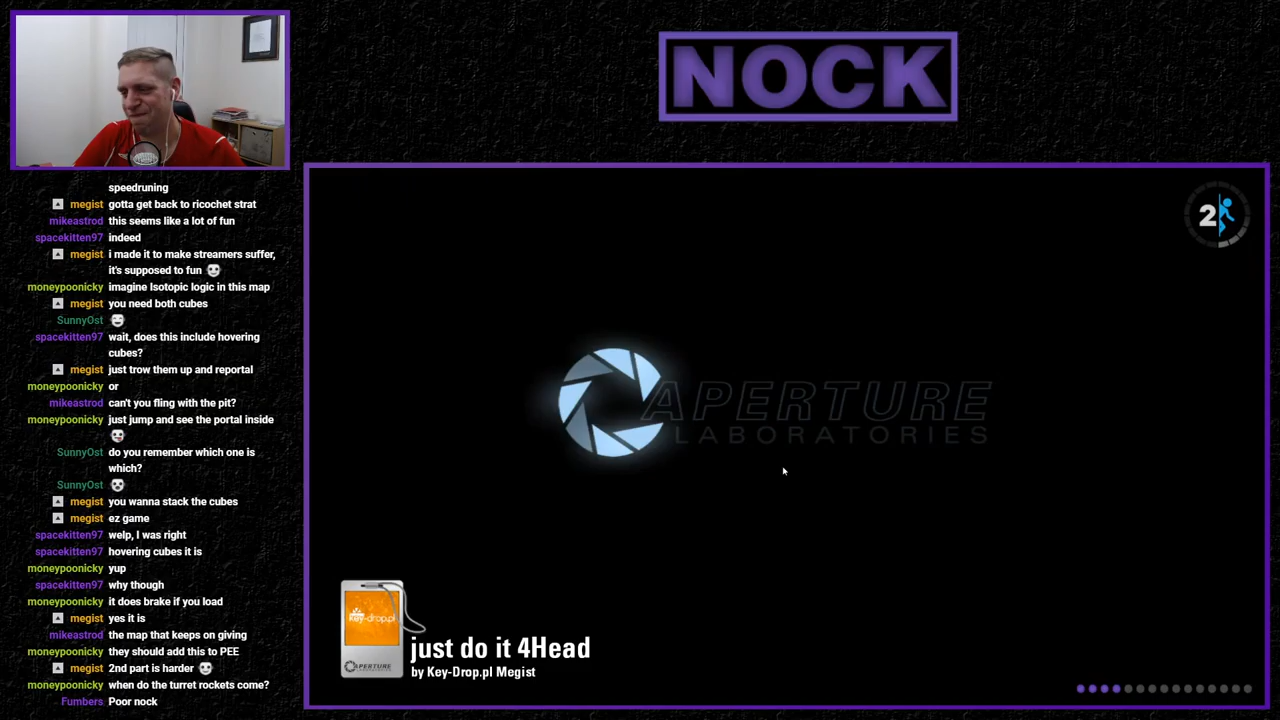 NOCK
speedruning
megist gotta get back to ricochet strat
mikeastrod this seems like a lot of fun
spacekitten97 indeed
megist i made it to make streamers suffer,
it's supposed to fun
moneypoonicky imagine Isotopic logic in this map
megist you need both cubes
SunnyOst
spacekitten97 wait, does this include hovering
cubes?
megist just trow them up and reportal
moneypoonicky or
mikeastrod can't you fling with the pit?
moneypoonicky just jump and see the portal inside
SunnyOst do you remember which one is
which?
SunnyOst
megist you wanna stack the cubes
megist ez game
spacekitten97 welp, I was right
spacekitten97 hovering cubes it is
moneypoonicky yup
spacekitten97 why though
moneypoonicky it does brake if you load
megist yes it is
mikeastrod the map that keeps on giving
moneypoonicky they should add this to PEE
megist 2nd part is harder
moneypoonicky when do the turret rockets come?
Fumbers Poor nock
2
APERTURE
LABORATORIES
key-drop.pl
APERTURE
just do it 4Head
by Key-Drop.pl Megist